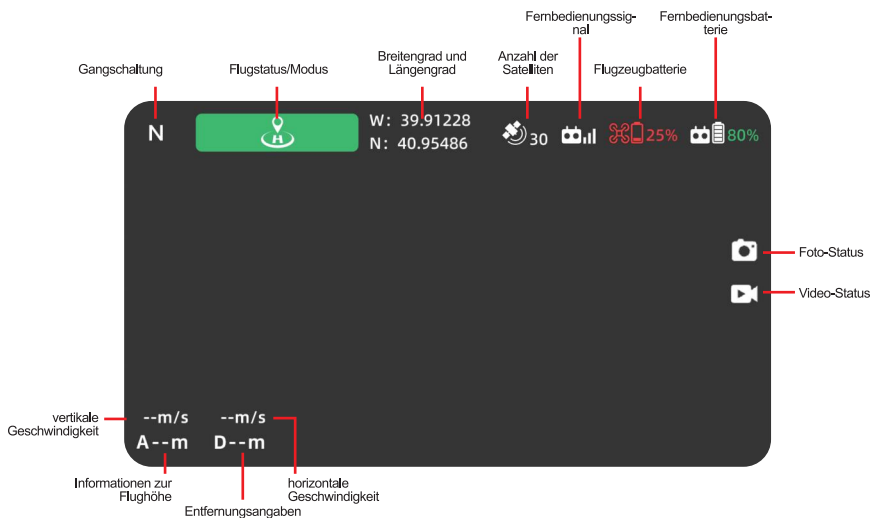 Fernbedienungssig-
nal
Fernbedienungsbat-
terie
Gangschaltung
Flugstatus/Modus
Breitengrad und
Längengrad
Anzahl der
Satelliten
Flugzeugbatterie
N
H
W: 39.91228
N: 40.95486
30
25%
80%
Foto-Status
Video-Status
vertikale
Geschwindigkeit
--m/s
--m/s
A--m
D--m
Informationen zur
Flughöhe
Entfernungsangaben
horizontale
Geschwindigkeit